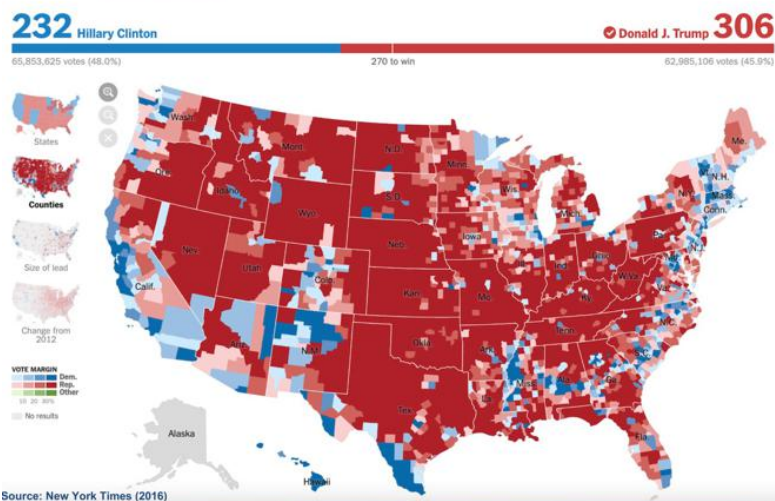 232 Hillary Clinton
Donald J. Trump 306
65,853,625 votes (48.0%)
270 to win
62,985,106 votes (45.9%)
States
Counties
Size of lead
Change from
2012
VOTE MARGIN
Dem.
Rep.
Other
10 20 30%
No results
Wash.
Ore.
Idaho
Mont.
Wyo.
Nev.
Utah
Calif.
Colo.
Ariz.
N.M.
N.D.
S.D.
Neb.
Kan.
Okla.
Tex.
Minn.
Iowa
Mo.
Ark.
La.
Wis.
Ill.
Mich.
Ind.
Ohio
Ky.
Tenn.
Miss.
Ala.
Ga.
Fla.
S.C.
N.C.
Va.
W.Va.
Pa.
N.Y.
N.J.
Md.
Conn.
Mass.
N.H.
Me.
Alaska
Hawaii
Source: New York Times (2016)